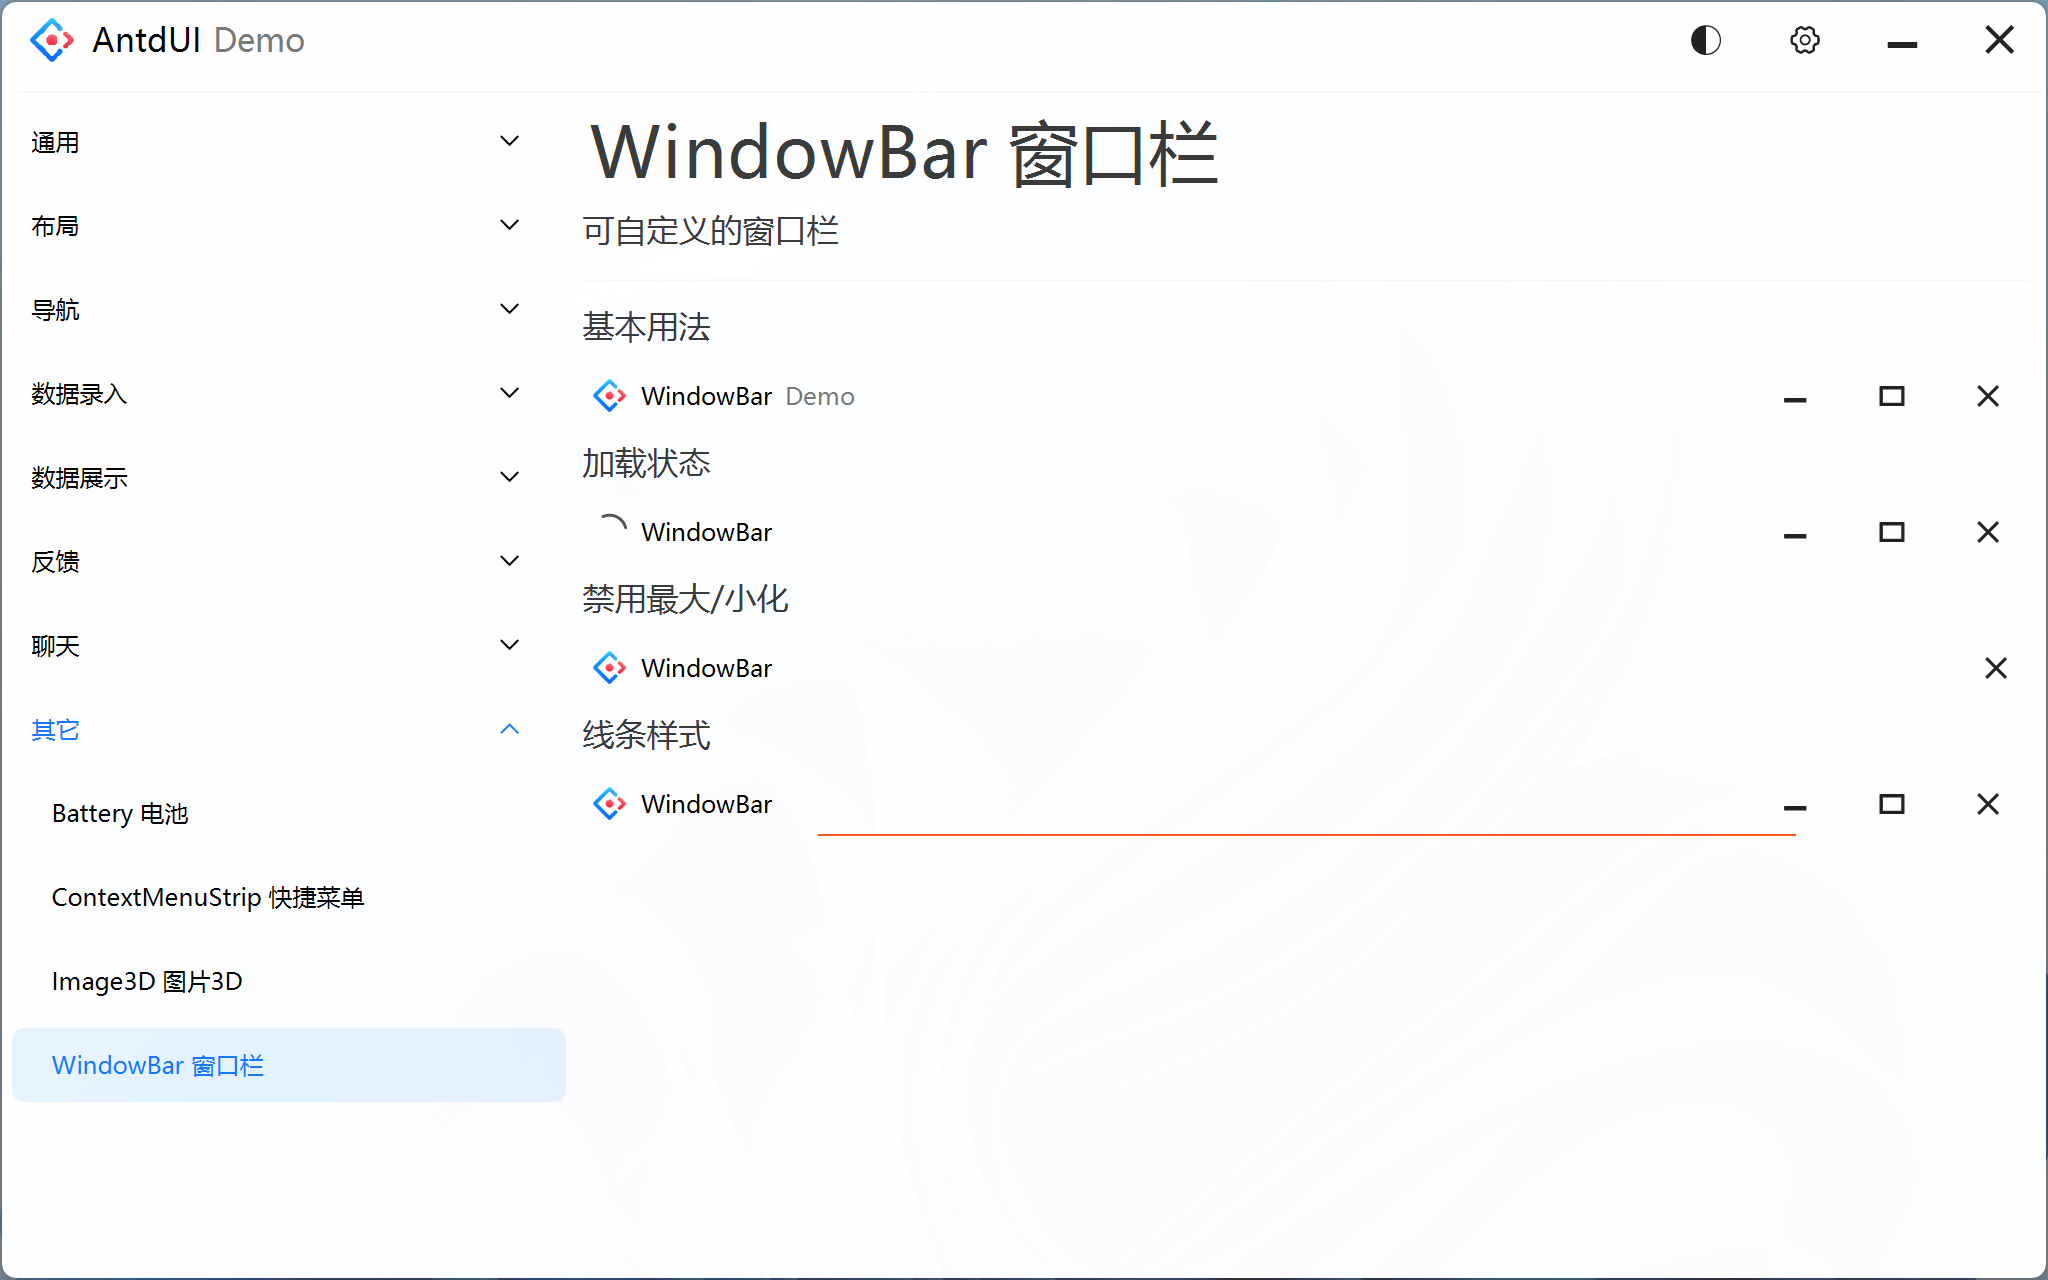 AntdUI Demo
通用
布局
导航
数据录入
数据展示
反馈
聊天
其它
Battery 电池
ContextMenuStrip 快捷菜单
Image3D 图片3D
WindowBar 窗口栏
WindowBar 窗口栏
可自定义的窗口栏
基本用法
WindowBar Demo
加载状态
WindowBar
禁用最大/小化
WindowBar
线条样式
WindowBar